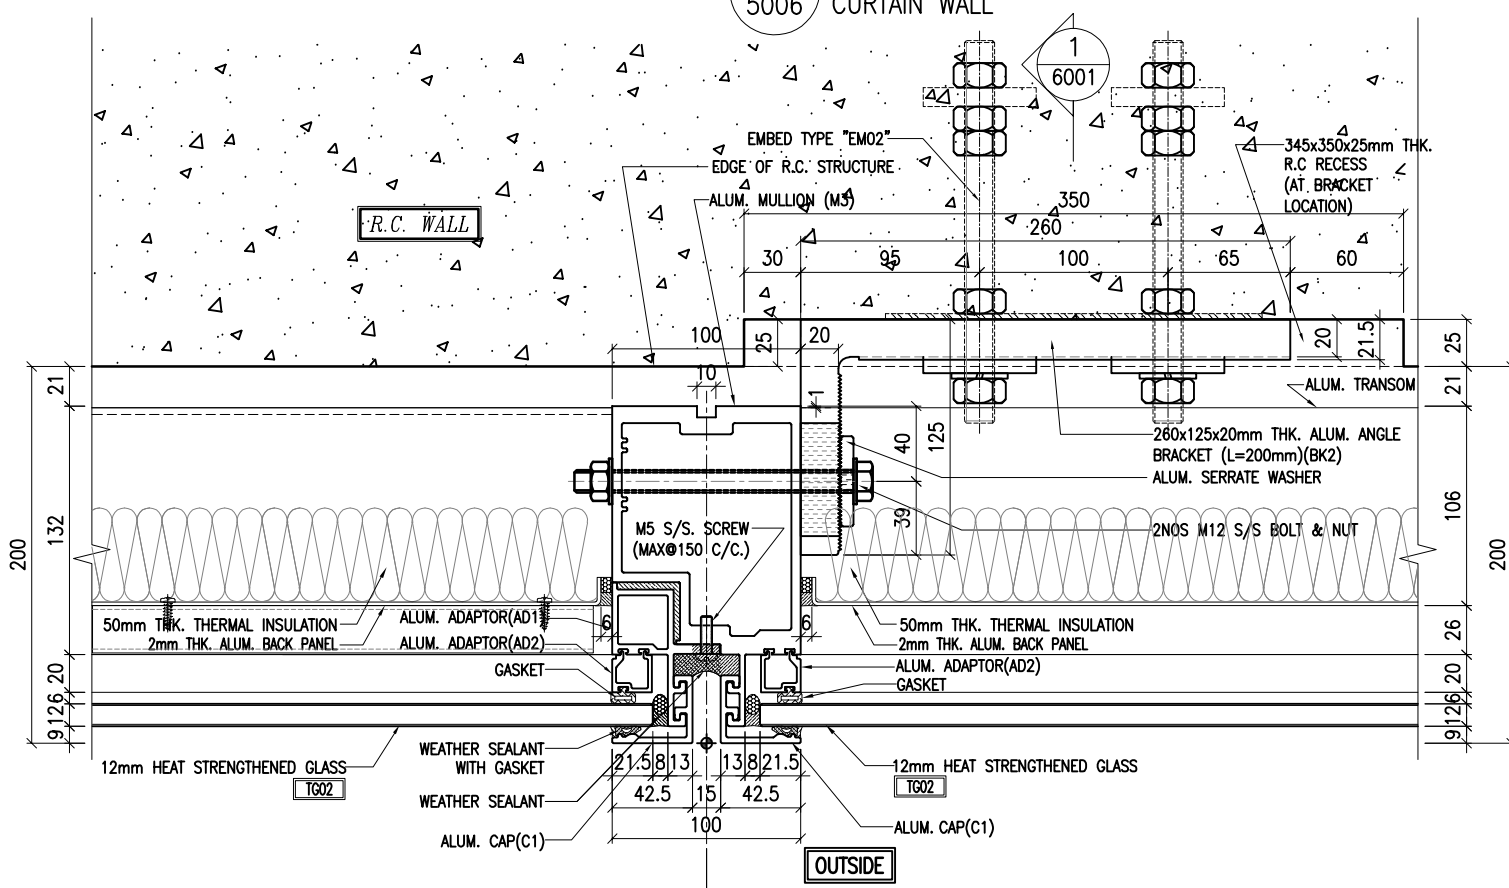 5006 CURTAIN WALL
1
6001
EMBED TYPE "EM02"
EDGE OF R.C. STRUCTURE
ALUM. MULLION (M3)
345x350x25mm THK.
R.C RECESS
(AT BRACKET
LOCATION)
R.C. WALL
350
260
30
95
100
65
60
100
20
25
20
21.5
25
10
21
21
ALUM. TRANSOM
1
40
125
260x125x20mm THK. ALUM. ANGLE
BRACKET (L=200mm)(BK2)
ALUM. SERRATE WASHER
132
200
39
106
200
M5 S/S. SCREW
(MAX@150 C/C.)
2NOS M12 S/S BOLT & NUT
50mm THK. THERMAL INSULATION
2mm THK. ALUM. BACK PANEL
ALUM. ADAPTOR(AD1)
ALUM. ADAPTOR(AD2)
GASKET
6
6
50mm THK. THERMAL INSULATION
2mm THK. ALUM. BACK PANEL
ALUM. ADAPTOR(AD2)
GASKET
26
20
6
12
9
20
6
12
9
WEATHER SEALANT
WITH GASKET
12mm HEAT STRENGTHENED GLASS
TG02
WEATHER SEALANT
ALUM. CAP(C1)
21.5 8 13
13 8 21.5
42.5 15 42.5
100
12mm HEAT STRENGTHENED GLASS
TG02
ALUM. CAP(C1)
OUTSIDE